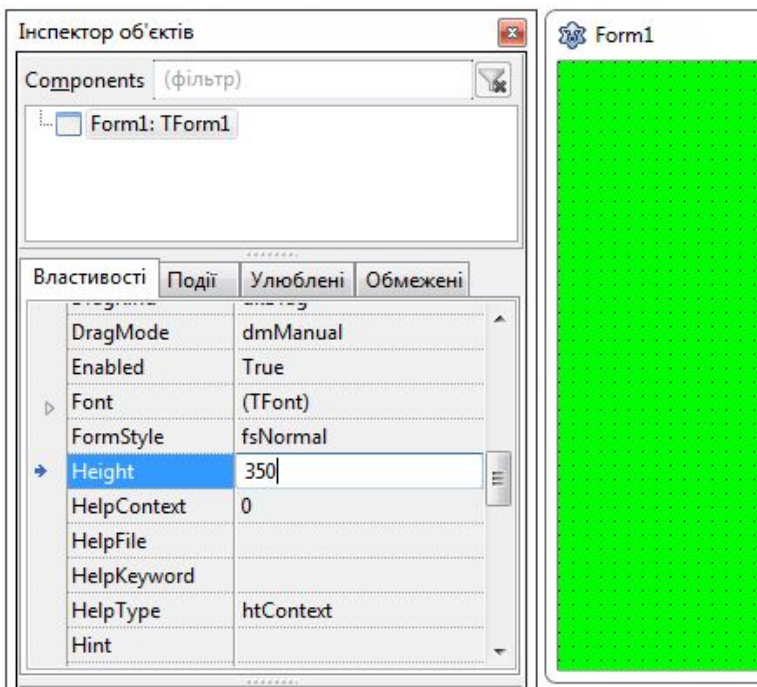 Інспектор об'єктів
Form1
Components (фільтр)
Form1: TForm1
Властивості Події Улюблені Обмежені
DragMode dmManual
Enabled True
Font (TFont)
FormStyle fsNormal
Height 350
HelpContext 0
HelpFile
HelpKeyword
HelpType htContext
Hint